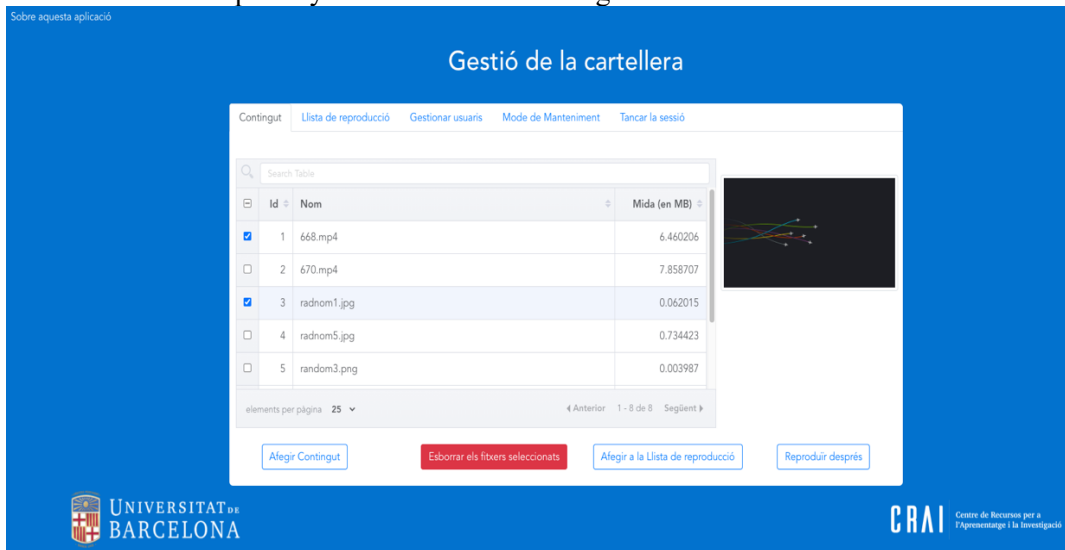 Sobre aquesta aplicació
Gestió de la cartellera
Contingut Llista de reproducció Gestionar usuaris Mode de Manteniment Tancar la sessió
Search Table
Id Nom Mida (en MB)
1 668.mp4 6.460206
2 670.mp4 7.858707
3 radnom1.jpg 0.062015
4 radnom5.jpg 0.734423
5 random3.png 0.003987
elements per pàgina 25 Anterior 1 - 8 de 8 Següent
Afegir Contingut Esborrar els fitxers seleccionats Afegir a la Llista de reproducció Reproduïr després
UNIVERSITAT DE
BARCELONA
CRAI Centre de Recursos per a
l'Aprenentatge i la Investigació